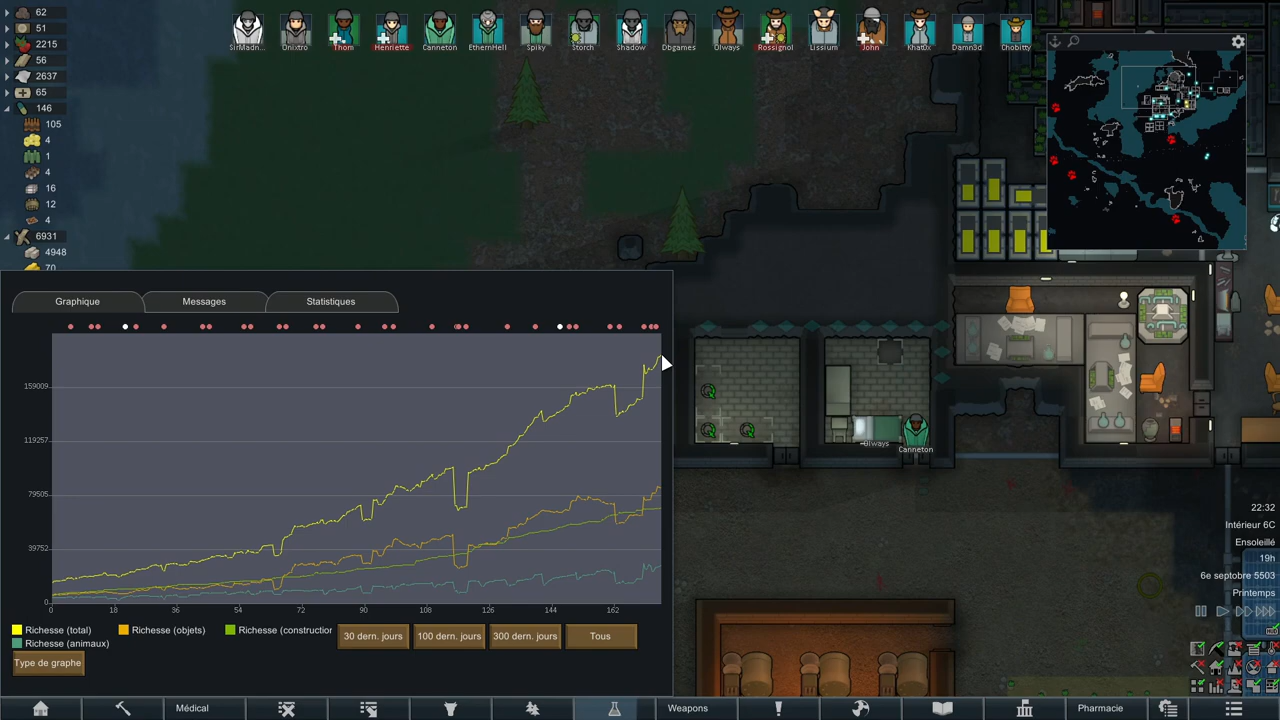 62
51
2215
56
2637
65
146
105
4
1
4
16
12
4
6931
4948
70
SirMadn... Onixtro Thom Henriette Canneton EthernHell Spiky Storch Shadow Dbgames Olways Rossignol Lissium John Khat0x Damn3d Chobitty
Graphique Messages Statistiques
159009
119257
79505
39752
0
0 18 36 54 72 90 108 126 144 162
Richesse (total) Richesse (objets) Richesse (construction
Richesse (animaux)
30 dern. jours 100 dern. jours 300 dern. jours Tous
Type de graphe
Olways
Canneton
22:32
Intérieur 6C
Ensoleillé
19h
6e septobre 5503
Printemps
Médical Weapons Pharmacie